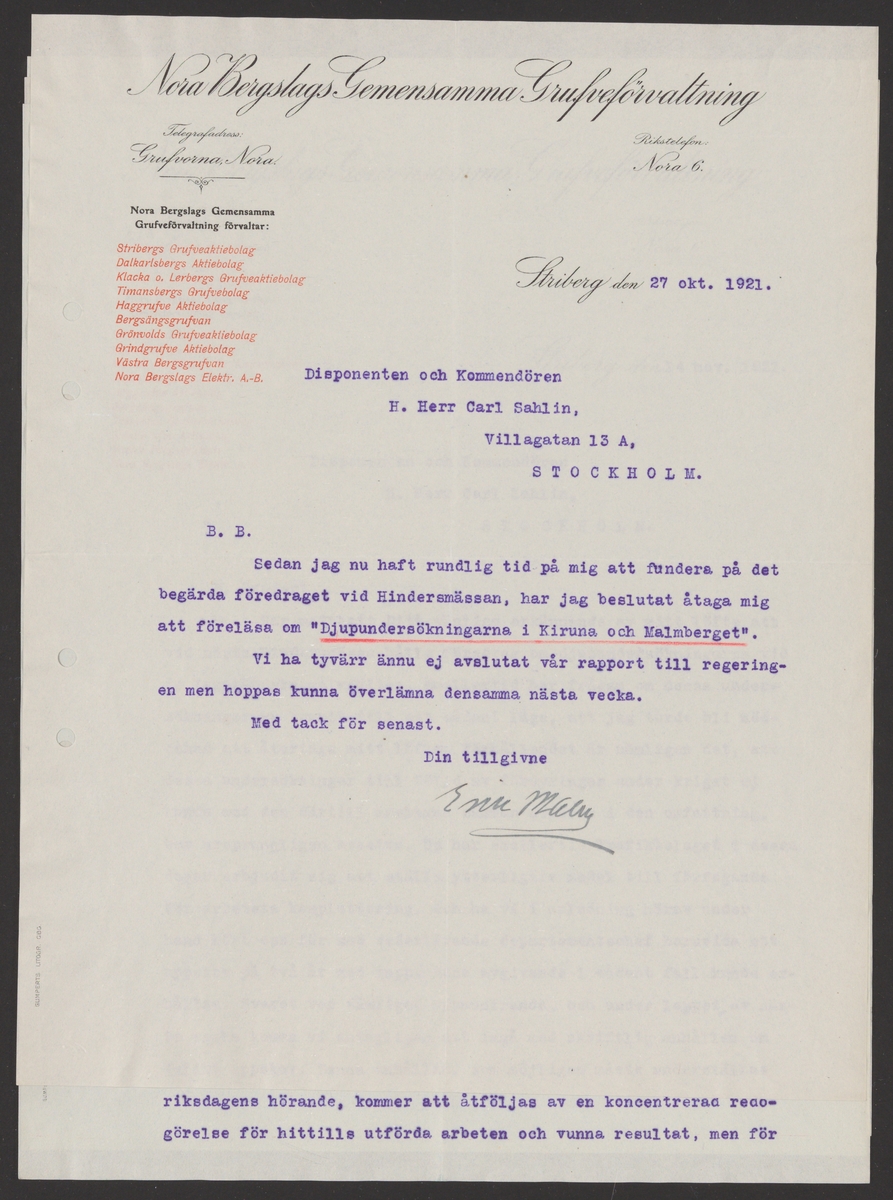 Nora Bergslags Gemensamma Grufveförvaltning
Telegrafadress:
Grufvorna, Nora.
Rikstelefon:
Nora 6.
Nora Bergslags Gemensamma
Grufveförvaltning förvaltar:
Stribergs Grufveaktiebolag
Dalkarlsbergs Aktiebolag
Klacka o. Lerbergs Grufveaktiebolag
Timansbergs Grufvebolag
Haggrufve Aktiebolag
Bergsängsgrufvan
Grönvolds Grufveaktiebolag
Grindgrufve Aktiebolag
Västra Bergsgrufvan
Nora Bergslags Elektr. A.-B.
Striberg den 27 okt. 1921.
Disponenten och Kommendören
H. Herr Carl Sahlin,
Villagatan 13 A,
STOCKHOLM.
B. B.
Sedan jag nu haft rundlig tid på mig att fundera på det
begärda föredraget vid Hindersmässan, har jag beslutat åtaga mig
att föreläsa om "Djupundersökningarna i Kiruna och Malmberget".
Vi ha tyvärr ännu ej avslutat vår rapport till regering-
en men hoppas kunna överlämna densamma nästa vecka.
Med tack för senast.
Din tillgivne
Erik Malm
riksdagens hörande, kommer att åtföljas av en koncentrerad redo-
görelse för hittills utförda arbeten och vunna resultat, men för